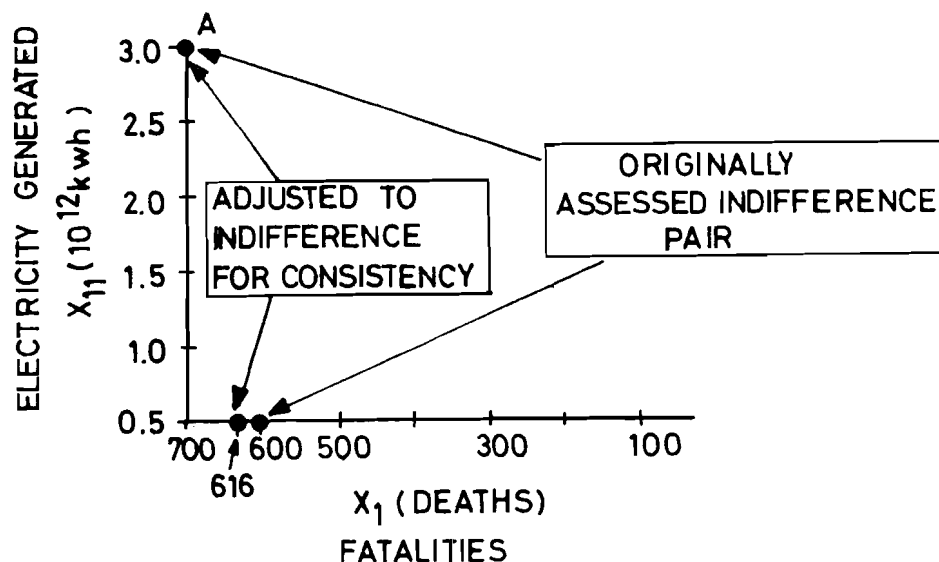 A
ELECTRICITY GENERATED
X11 (10^12 kwh)
3.0
2.5
2.0
1.5
1.0
0.5
ORIGINALLY
ASSESSED INDIFFERENCE
PAIR
ADJUSTED TO
INDIFFERENCE
FOR CONSISTENCY
700 600 500 300 100
616
X1 (DEATHS)
FATALITIES